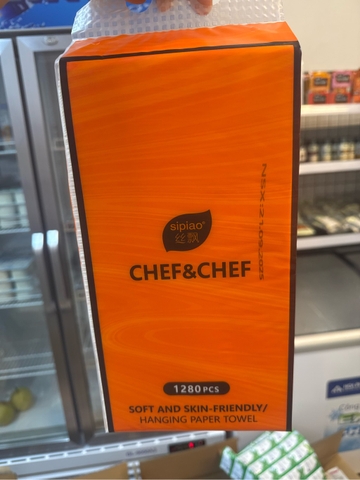 sipiao®
丝飘
CHEF&CHEF
1280PCS
SOFT AND SKIN-FRIENDLY/
HANGING PAPER TOWEL